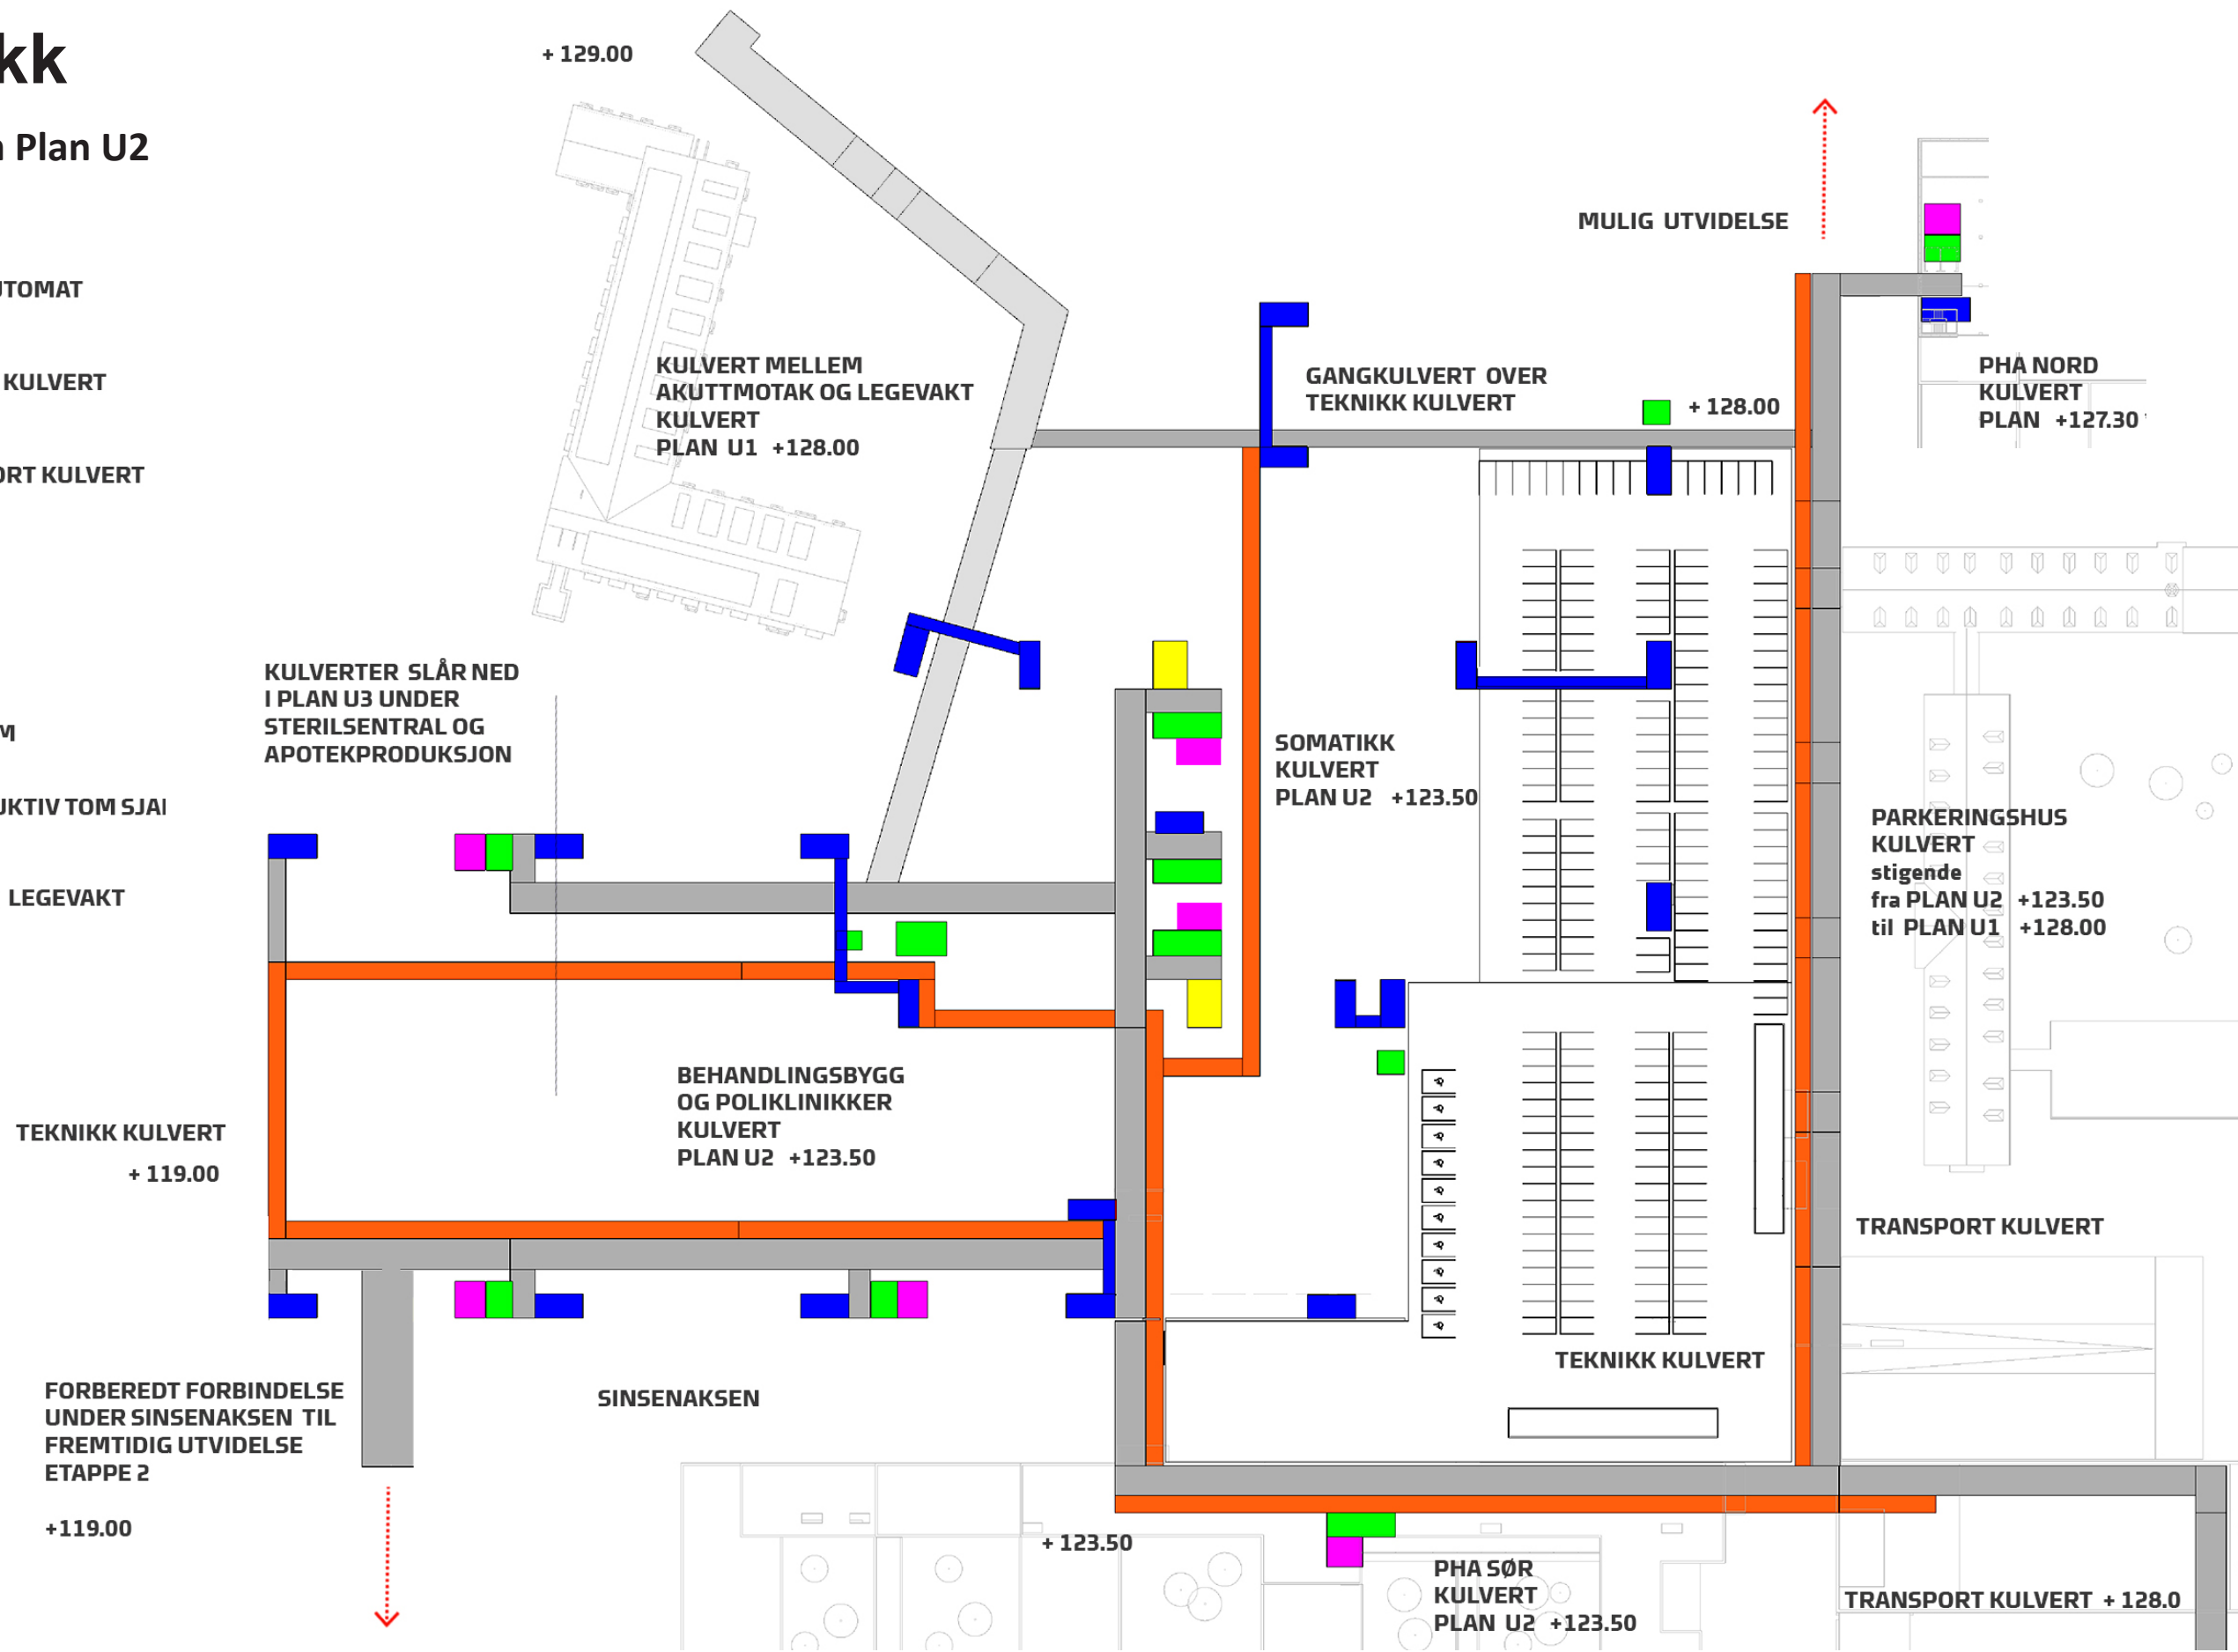 kk
Plan U2
+ 129.00
MULIG UTVIDELSE
UTOMAT
KULVERT
ORT KULVERT
KULVERT MELLEM
AKUTTMOTAK OG LEGEVAKT
KULVERT
PLAN U1 +128.00
GANGKULVERT OVER
TEKNIKK KULVERT
+ 128.00
PHA NORD
KULVERT
PLAN +127.30
KULVERTER SLÅR NED
I PLAN U3 UNDER
STERILSENTRAL OG
APOTEKPRODUKSJON
M
UKTIV TOM SJA
LEGEVAKT
SOMATIKK
KULVERT
PLAN U2 +123.50
PARKERINGSHUS
KULVERT
stigende
fra PLAN U2 +123.50
til PLAN U1 +128.00
BEHANDLINGSBYGG
OG POLIKLINIKKER
KULVERT
PLAN U2 +123.50
TEKNIKK KULVERT
+ 119.00
TRANSPORT KULVERT
TEKNIKK KULVERT
FORBEREDT FORBINDELSE
UNDER SINSENAKSEN TIL
FREMTIDIG UTVIDELSE
ETAPPE 2
+119.00
SINSENAKSEN
+ 123.50
PHA SØR
KULVERT
PLAN U2 +123.50
TRANSPORT KULVERT + 128.0